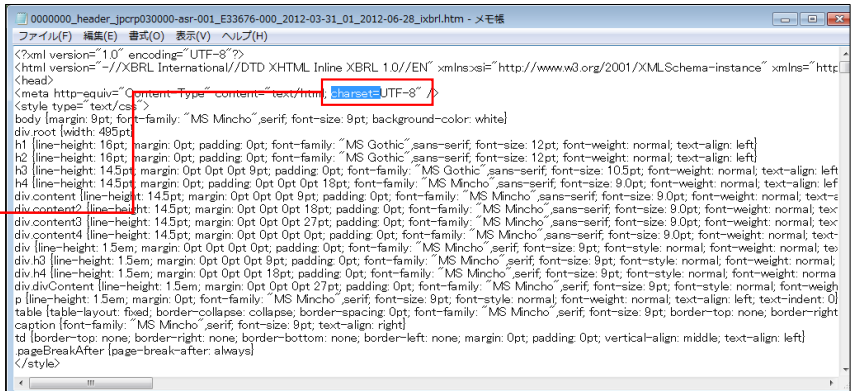 0000000_header_jpcrp030000-asr-001_E33676-000_2012-03-31_01_2012-06-28_ixbrl.htm - メモ帳
ファイル(F) 編集(E) 書式(O) 表示(V) ヘルプ(H)
<?xml version="1.0" encoding="UTF-8"?>
<html version="-//XBRL International//DTD XHTML Inline XBRL 1.0//EN" xmlns:xsi="http://www.w3.org/2001/XMLSchema-instance" xmlns="http
<head>
<meta http-equiv="Content-Type" content="text/html; charset=UTF-8" />
<style type="text/css">
body {margin: 9pt; font-family: "MS Mincho",serif; font-size: 9pt; background-color: white}
div.root {width: 495pt}
h1 {line-height: 16pt; margin: 0pt; padding: 0pt; font-family: "MS Gothic",sans-serif; font-size: 12pt; font-weight: normal; text-align: left}
h2 {line-height: 16pt; margin: 0pt; padding: 0pt; font-family: "MS Gothic",sans-serif; font-size: 12pt; font-weight: normal; text-align: left}
h3 {line-height: 14.5pt; margin: 0pt 0pt 0pt 9pt; padding: 0pt; font-family: "MS Gothic",sans-serif; font-size: 10.5pt; font-weight: normal; text-align: left
h4 {line-height: 14.5pt; margin: 0pt; padding: 0pt 0pt 0pt 18pt; font-family: "MS Mincho",sans-serif; font-size: 9.0pt; font-weight: normal; text-align: lef
div.content {line-height: 14.5pt; margin: 0pt 0pt 0pt 9pt; padding: 0pt; font-family: "MS Mincho",sans-serif; font-size: 9.0pt; font-weight: normal; text-a
div.content2 {line-height: 14.5pt; margin: 0pt 0pt 0pt 18pt; padding: 0pt; font-family: "MS Mincho",sans-serif; font-size: 9.0pt; font-weight: normal; tex
div.content3 {line-height: 14.5pt; margin: 0pt 0pt 0pt 27pt; padding: 0pt; font-family: "MS Mincho",sans-serif; font-size: 9.0pt; font-weight: normal; tex
div.content4 {line-height: 14.5pt; margin: 0pt 0pt 0pt 0pt; padding: 0pt; font-family: "MS Mincho",sans-serif; font-size: 9.0pt; font-weight: normal; text-
div {line-height: 1.5em; margin: 0pt 0pt 0pt 0pt; padding: 0pt; font-family: "MS Mincho",serif; font-size: 9pt; font-style: normal; font-weight: normal; tex
div.h3 {line-height: 1.5em; margin: 0pt 0pt 0pt 9pt; padding: 0pt; font-family: "MS Mincho",serif; font-size: 9pt; font-style: normal; font-weight: normal;
div.h4 {line-height: 1.5em; margin: 0pt 0pt 0pt 18pt; padding: 0pt; font-family: "MS Mincho",serif; font-size: 9pt; font-style: normal; font-weight: norma
div.divContent {line-height: 1.5em; margin: 0pt 0pt 0pt 27pt; padding: 0pt; font-family: "MS Mincho",serif; font-size: 9pt; font-style: normal; font-weigh
p {line-height: 1.5em; margin: 0pt; font-family: "MS Mincho",serif; font-size: 9pt; font-style: normal; font-weight: normal; text-align: left; text-indent: 0}
table {table-layout: fixed; border-collapse: collapse; border-spacing: 0pt; font-family: "MS Mincho",serif; font-size: 9pt; border-top: none; border-right
caption {font-family: "MS Mincho",serif; font-size: 9pt; text-align: right}
td {border-top: none; border-right: none; border-bottom: none; border-left: none; margin: 0pt; padding: 0pt; vertical-align: middle; text-align: left}
.pageBreakAfter {page-break-after: always}
</style>